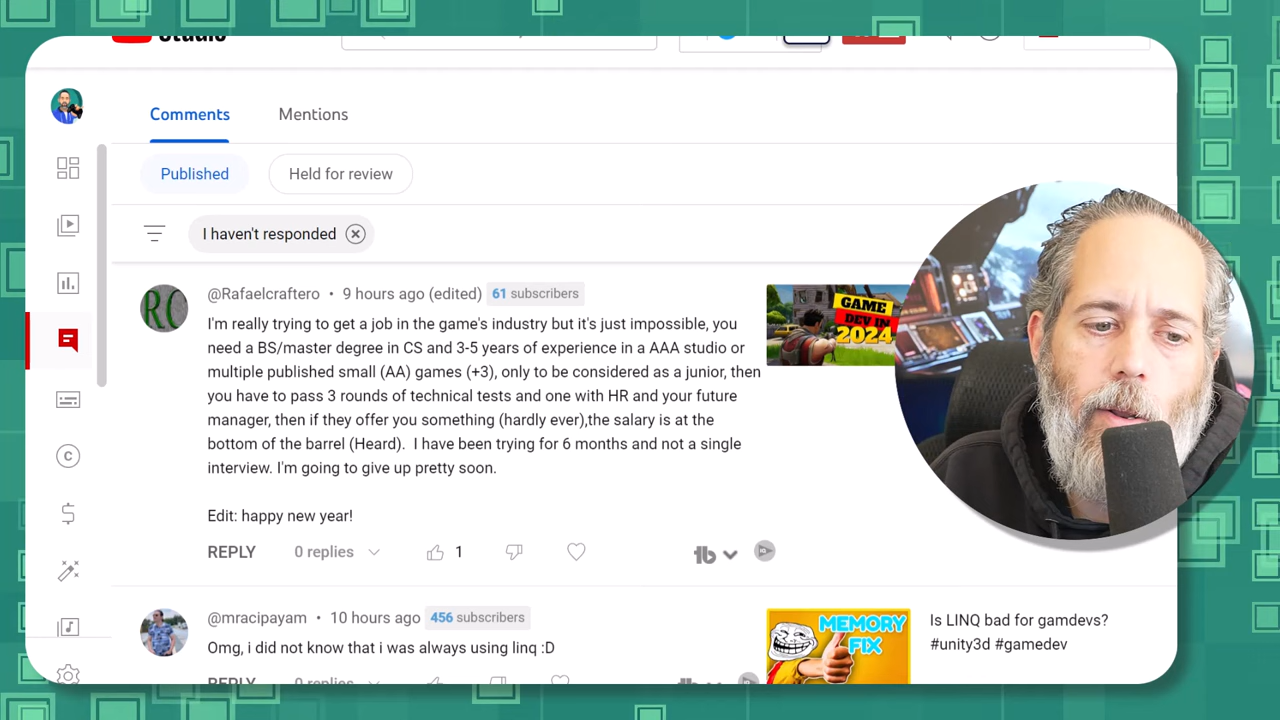 Studio
Comments
Mentions
Published
Held for review
I haven't responded
RC
@Rafaelcraftero • 9 hours ago (edited) 61 subscribers
I'm really trying to get a job in the game's industry but it's just impossible, you
need a BS/master degree in CS and 3-5 years of experience in a AAA studio or
multiple published small (AA) games (+3), only to be considered as a junior, then
you have to pass 3 rounds of technical tests and one with HR and your future
manager, then if they offer you something (hardly ever),the salary is at the
bottom of the barrel (Heard).  I have been trying for 6 months and not a single
interview. I'm going to give up pretty soon.
Edit: happy new year!
REPLY
0 replies
1
tb
GAME
DEV IN
2024
@mracipayam • 10 hours ago 456 subscribers
Omg, i did not know that i was always using linq :D
REPLY
0 replies
MEMORY
FIX
Is LINQ bad for gamdevs?
#unity3d #gamedev